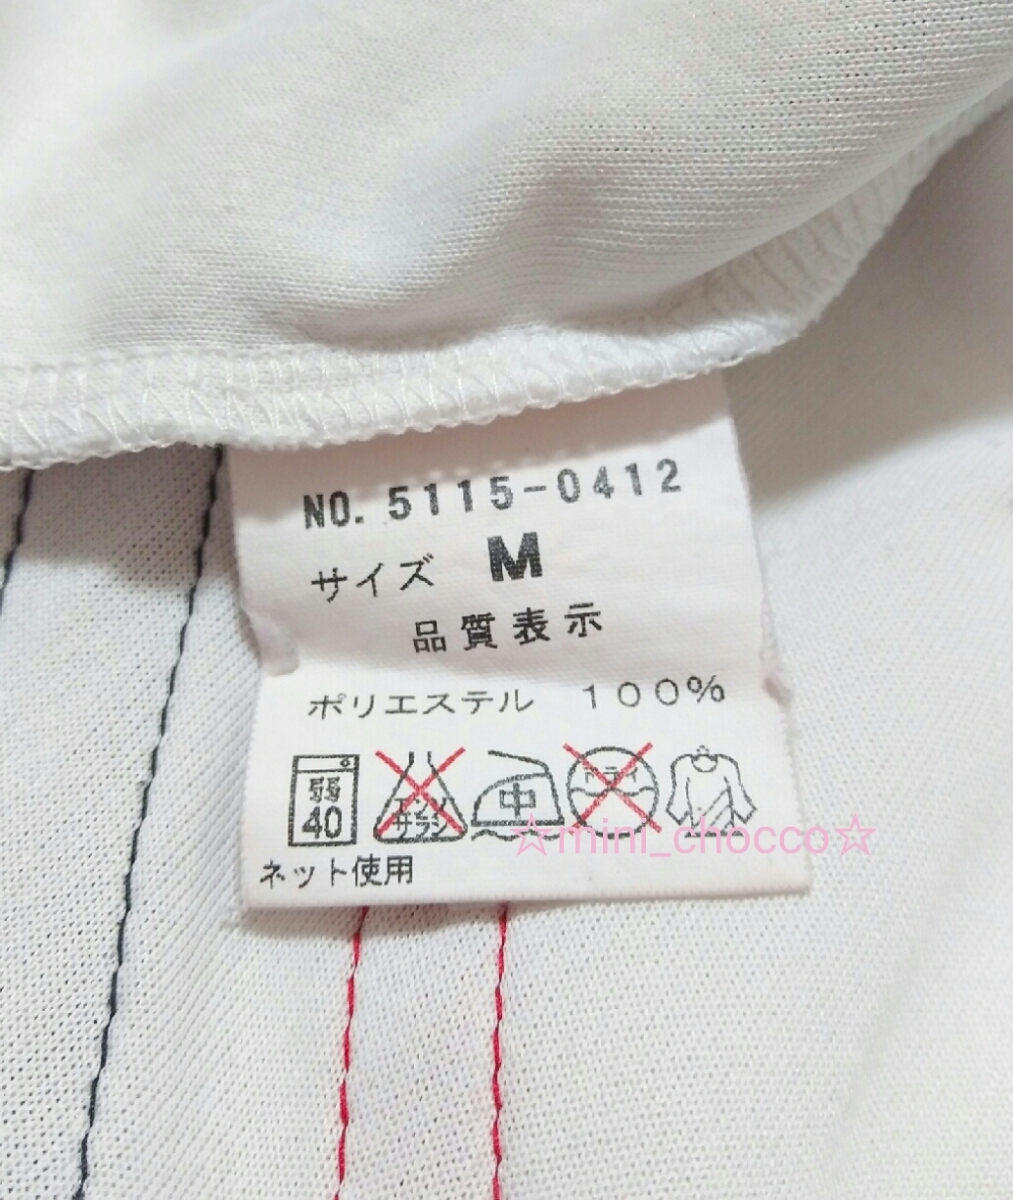 NO. 5115-0412
サイズ M
品質表示
ポリエステル 100%
弱 40 エンソ サラシ 中 ドライ
ネット使用
☆mini_chocco☆